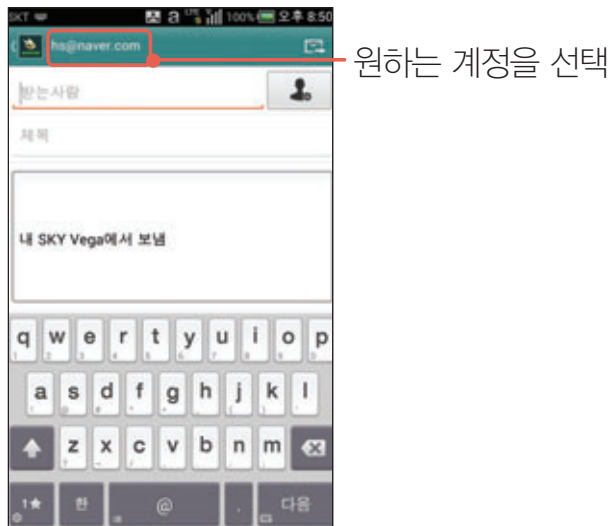 SKT 100% 오후 8:50
hs@naver.com
원하는 계정을 선택
받는사람
제목
내 SKY Vega에서 보냄
q w e r t y u i o p
a s d f g h j k l
z x c v b n m
1★ 한 @ . 다음